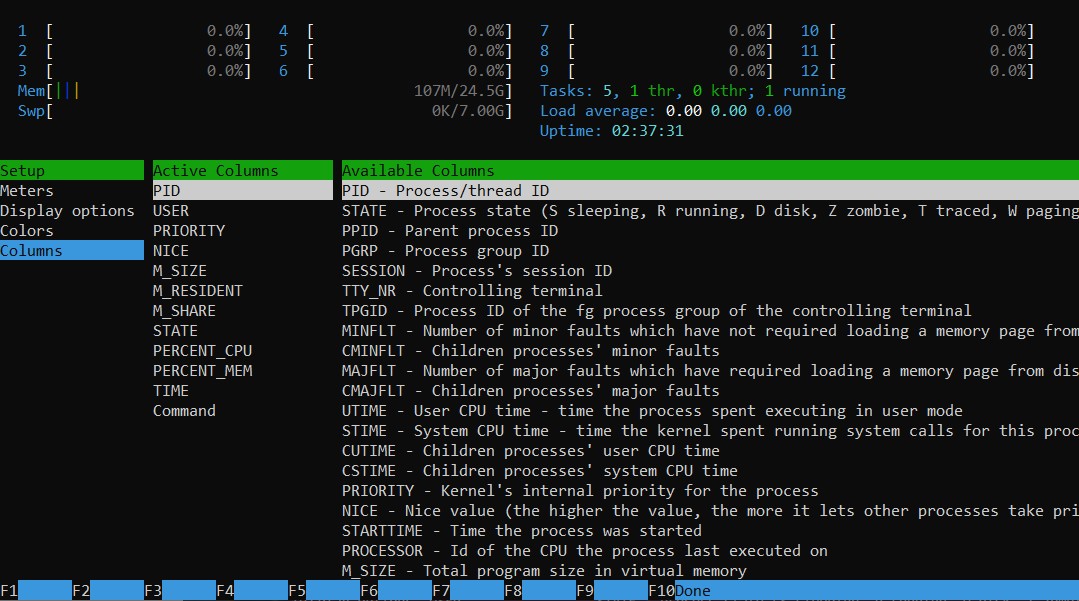 1 [ 0.0%] 4 [ 0.0%] 7 [ 0.0%] 10 [ 0.0%]
2 [ 0.0%] 5 [ 0.0%] 8 [ 0.0%] 11 [ 0.0%]
3 [ 0.0%] 6 [ 0.0%] 9 [ 0.0%] 12 [ 0.0%]
Mem[||| 107M/24.5G] Tasks: 5, 1 thr, 0 kthr; 1 running
Swp[ 0K/7.00G] Load average: 0.00 0.00 0.00
Uptime: 02:37:31
Setup Active Columns Available Columns
Meters PID PID - Process/thread ID
Display options USER STATE - Process state (S sleeping, R running, D disk, Z zombie, T traced, W paging
Colors PRIORITY PPID - Parent process ID
Columns NICE PGRP - Process group ID
M_SIZE SESSION - Process's session ID
M_RESIDENT TTY_NR - Controlling terminal
M_SHARE TPGID - Process ID of the fg process group of the controlling terminal
STATE MINFLT - Number of minor faults which have not required loading a memory page from
PERCENT_CPU CMINFLT - Children processes' minor faults
PERCENT_MEM MAJFLT - Number of major faults which have required loading a memory page from dis
TIME CMAJFLT - Children processes' major faults
Command UTIME - User CPU time - time the process spent executing in user mode
STIME - System CPU time - time the kernel spent running system calls for this proc
CUTIME - Children processes' user CPU time
CSTIME - Children processes' system CPU time
PRIORITY - Kernel's internal priority for the process
NICE - Nice value (the higher the value, the more it lets other processes take pri
STARTTIME - Time the process was started
PROCESSOR - Id of the CPU the process last executed on
M_SIZE - Total program size in virtual memory
F1 F2 F3 F4 F5 F6 F7 F8 F9 F10Done